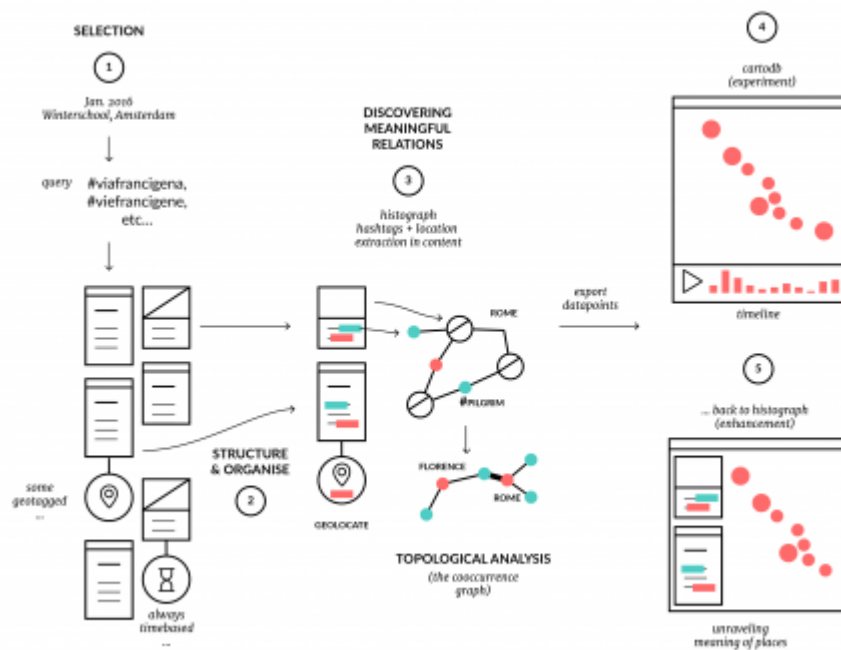 SELECTION
1
Jan. 2016
Winterschool, Amsterdam
query
#viafrancigena,
#viefrancigene,
etc...
some
geotagged
...
always
timebased
...
STRUCTURE
& ORGANISE
2
DISCOVERING
MEANINGFUL
RELATIONS
3
histograph
hashtags + location
extraction in content
GEOLOCATE
ROME
#PILGRIM
FLORENCE
ROME
TOPOLOGICAL ANALYSIS
(the cooccurrence
graph)
export
datapoints
4
cartodb
(experiment)
timeline
5
... back to histograph
(enhancement)
unraveling
meaning of places